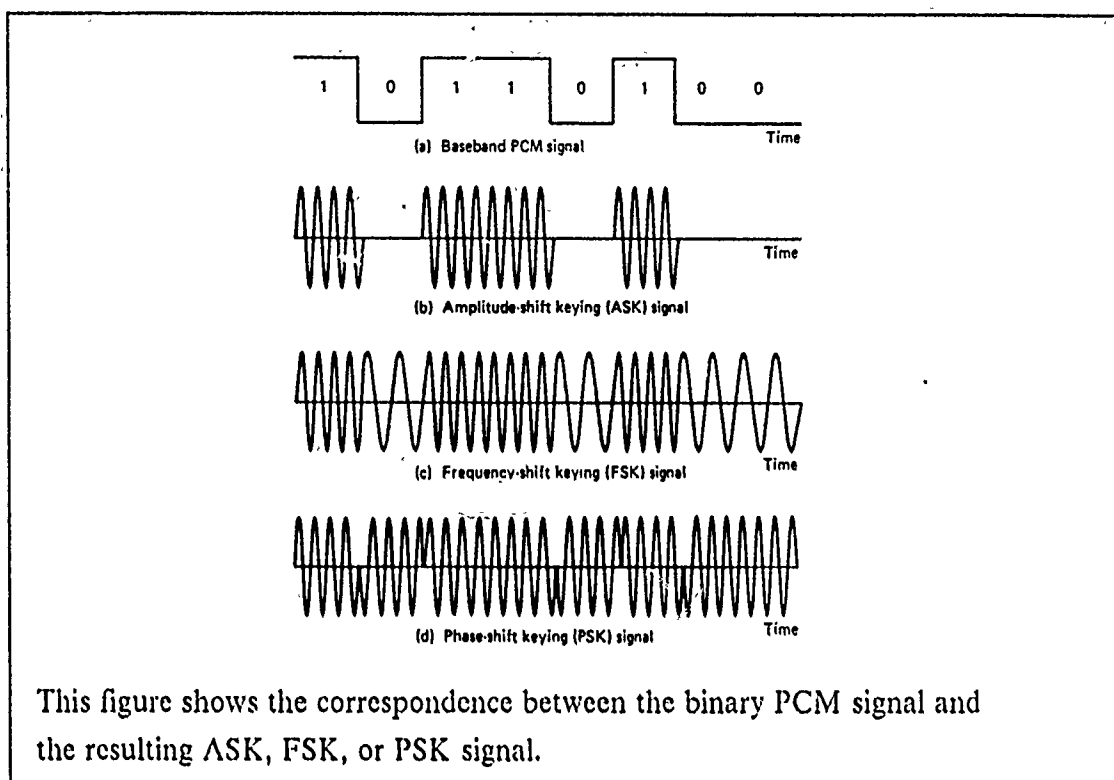 1 0 1 1 0 1 0 0
Time
(a) Baseband PCM signal
Time
(b) Amplitude-shift keying (ASK) signal
Time
(c) Frequency-shift keying (FSK) signal
Time
(d) Phase-shift keying (PSK) signal
This figure shows the correspondence between the binary PCM signal and
the resulting ASK, FSK, or PSK signal.